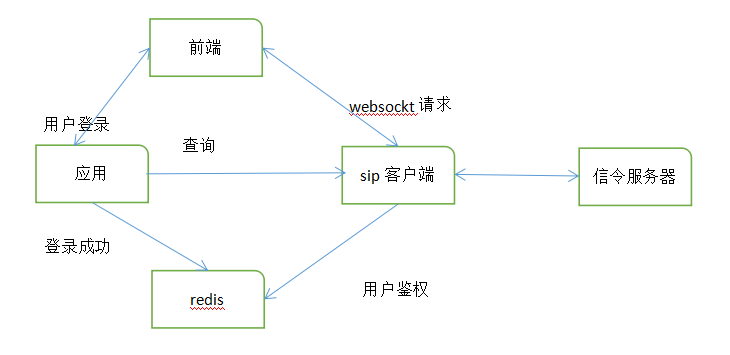 前端
websockt 请求
用户登录
查询
应用
sip 客户端
信令服务器
登录成功
redis
用户鉴权